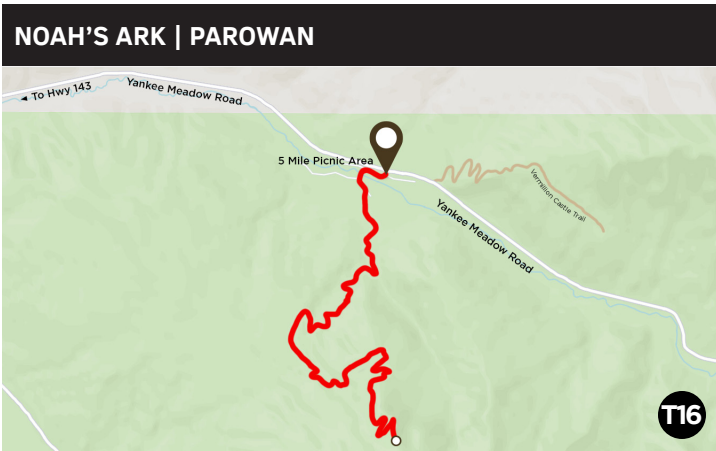 NOAH'S ARK | PAROWAN
◄ To Hwy 143
Yankee Meadow Road
5 Mile Picnic Area
Vermillion Castle Trail
Yankee Meadow Road
T16